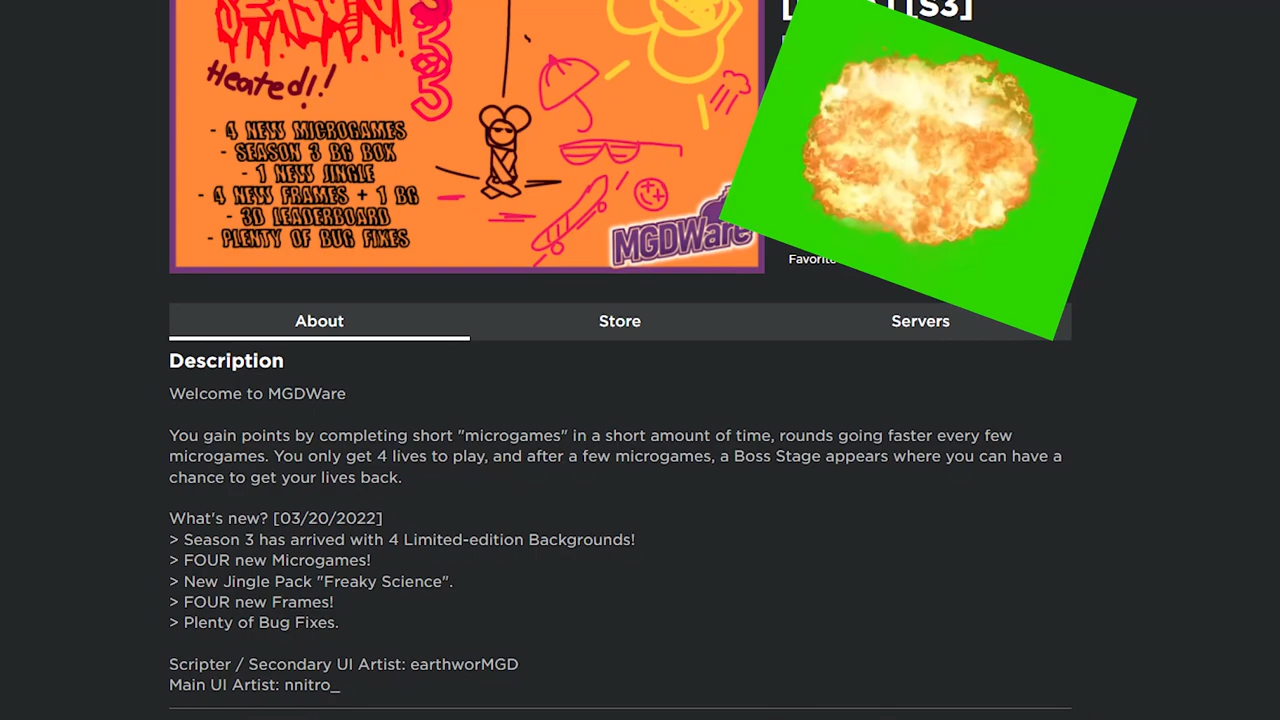 [S3]
SEASON
Heated!!
- 4 NEW MICROGAMES
- SEASON 3 BG BOX
- 1 NEW JINGLE
- 4 NEW FRAMES + 1 BG
- 3D LEADERBOARD
- PLENTY OF BUG FIXES
MGDWare
Favorite
About
Store
Servers
Description
Welcome to MGDWare
You gain points by completing short "microgames" in a short amount of time, rounds going faster every few
microgames. You only get 4 lives to play, and after a few microgames, a Boss Stage appears where you can have a
chance to get your lives back.
What's new? [03/20/2022]
> Season 3 has arrived with 4 Limited-edition Backgrounds!
> FOUR new Microgames!
> New Jingle Pack "Freaky Science".
> FOUR new Frames!
> Plenty of Bug Fixes.
Scripter / Secondary UI Artist: earthworMGD
Main UI Artist: nnitro_